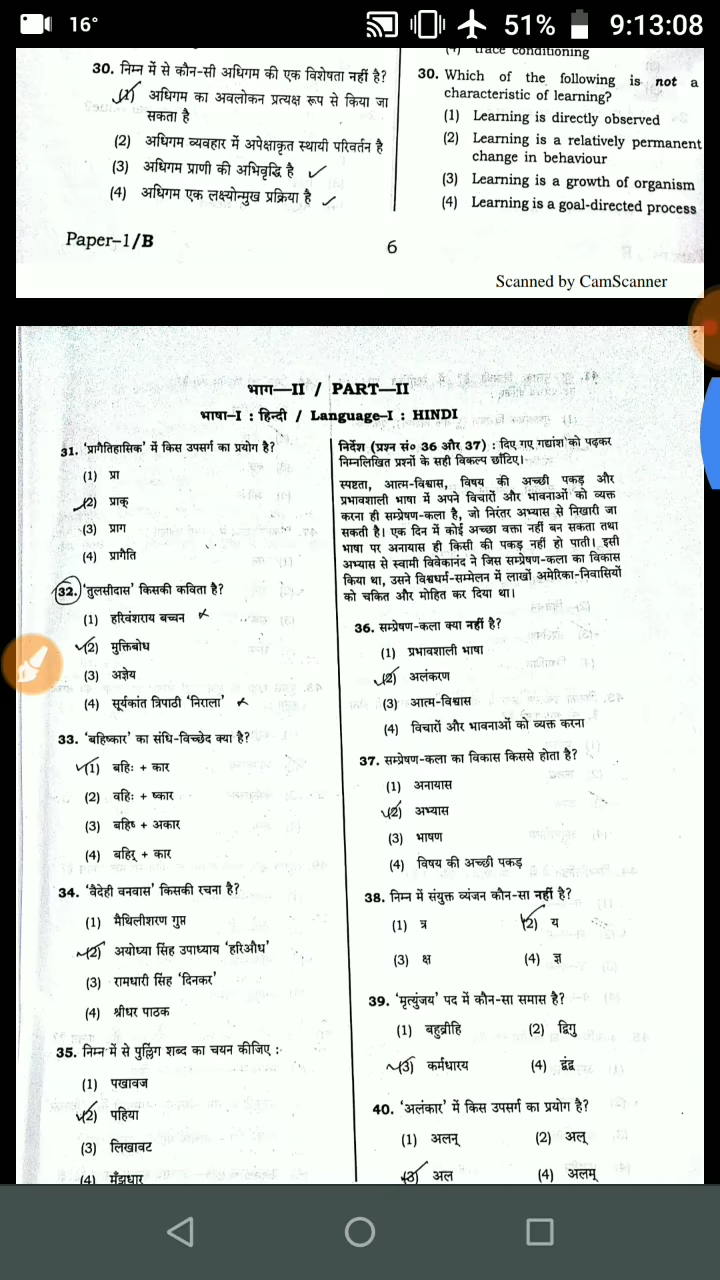 16°
51%
9:13:08
30. निम्न में से कौन-सी अधिगम की एक विशेषता नहीं है?
(1) अधिगम का अवलोकन प्रत्यक्ष रूप से किया जा
सकता है
(2) अधिगम व्यवहार में अपेक्षाकृत स्थायी परिवर्तन है
(3) अधिगम प्राणी की अभिवृद्धि है
(4) अधिगम एक लक्ष्योन्मुख प्रक्रिया है
(4) trace conditioning
30. Which of the following is not a
characteristic of learning?
(1) Learning is directly observed
(2) Learning is a relatively permanent
change in behaviour
(3) Learning is a growth of organism
(4) Learning is a goal-directed process
Paper-1/B
6
Scanned by CamScanner
भाग—II / PART—II
भाषा-I : हिन्दी / Language-I : HINDI
31. 'प्रागैतिहासिक' में किस उपसर्ग का प्रयोग है?
(1) प्रा
(2) प्राक्
(3) प्राग
(4) प्रागैति
32. 'तुलसीदास' किसकी कविता है?
(1) हरिवंशराय बच्चन
(2) मुक्तिबोध
(3) अज्ञेय
(4) सूर्यकांत त्रिपाठी 'निराला'
33. 'बहिष्कार' का संधि-विच्छेद क्या है?
(1) बहिः + कार
(2) वहिः + ष्कार
(3) बहिष + अकार
(4) बहिर् + कार
34. 'वैदेही वनवास' किसकी रचना है?
(1) मैथिलीशरण गुप्त
(2) अयोध्या सिंह उपाध्याय 'हरिऔध'
(3) रामधारी सिंह 'दिनकर'
(4) श्रीधर पाठक
35. निम्न में से पुल्लिंग शब्द का चयन कीजिए :
(1) पखावज
(2) पहिया
(3) लिखावट
(4) मँझधार
निर्देश (प्रश्न सं० 36 और 37) : दिए गए गद्यांश को पढ़कर
निम्नलिखित प्रश्नों के सही विकल्प छाँटिए।
स्पष्टता, आत्म-विश्वास, विषय की अच्छी पकड़ और
प्रभावशाली भाषा में अपने विचारों और भावनाओं को व्यक्त
करना ही सम्प्रेषण-कला है, जो निरंतर अभ्यास से निखारी जा
सकती है। एक दिन में कोई अच्छा वक्ता नहीं बन सकता तथा
भाषा पर अनायास ही किसी की पकड़ नहीं हो पाती। इसी
अभ्यास से स्वामी विवेकानंद ने जिस सम्प्रेषण-कला का विकास
किया था, उसने विश्वधर्म-सम्मेलन में लाखों अमेरिका-निवासियों
को चकित और मोहित कर दिया था।
36. सम्प्रेषण-कला क्या नहीं है?
(1) प्रभावशाली भाषा
(2) अलंकरण
(3) आत्म-विश्वास
(4) विचारों और भावनाओं को व्यक्त करना
37. सम्प्रेषण-कला का विकास किससे होता है?
(1) अनायास
(2) अभ्यास
(3) भाषण
(4) विषय की अच्छी पकड़
38. निम्न में संयुक्त व्यंजन कौन-सा नहीं है?
(1) त्र (2) य
(3) क्ष (4) ज्ञ
39. 'मृत्युंजय' पद में कौन-सा समास है?
(1) बहुव्रीहि (2) द्विगु
(3) कर्मधारय (4) द्वंद्व
40. 'अलंकार' में किस उपसर्ग का प्रयोग है?
(1) अलन् (2) अल्
(3) अल (4) अलम्